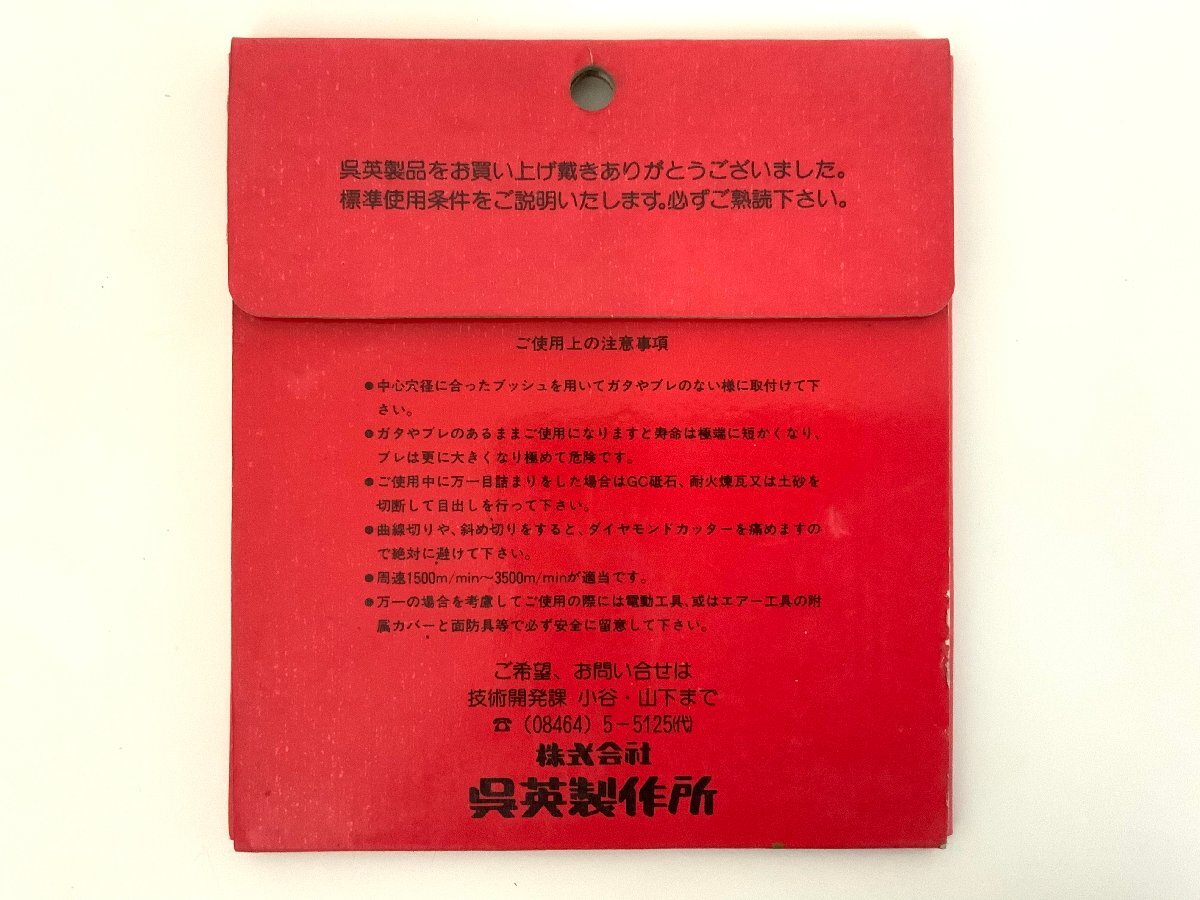 呉英製品をお買い上げ戴きありがとうございました。
標準使用条件をご説明いたします。必ずご熟読下さい。
ご使用上の注意事項
●中心穴径に合ったブッシュを用いてガタやブレのない様に取付けて下
さい。
●ガタやブレのあるままご使用になりますと寿命は極端に短かくなり、
ブレは更に大きくなり極めて危険です。
●ご使用中に万一目詰まりをした場合はGC砥石、耐火煉瓦又は土砂を
切断して目出しを行って下さい。
●曲線切りや、斜め切りをすると、ダイヤモンドカッターを痛めますの
で絶対に避けて下さい。
●周速1500m/min〜3500m/minが適当です。
●万一の場合を考慮してご使用の際には電動工具、或はエアー工具の附
属カバーと面防具等で必ず安全に留意して下さい。
ご希望、お問い合せは
技術開発課 小谷・山下まで
☎ (08464) 5-5125(代)
株式会社
呉英製作所